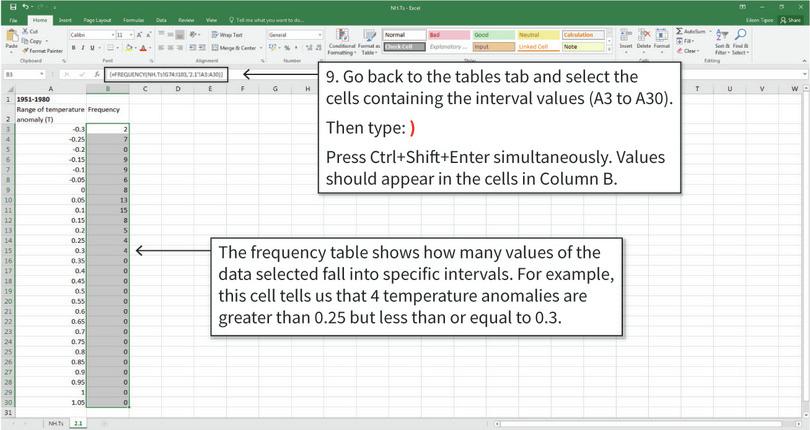 NH.Ts - Excel
Eileen Tipoe Share
File Home Insert Page Layout Formulas Data Review View Tell me what you want to do...
Cut
Copy
Format Painter
Paste
Clipboard
Calibri 11
Font
Wrap Text
Merge & Center
Alignment
General
Number
Conditional Formatting
Format as Table
Normal Bad Good Neutral Calculation
Check Cell Explanatory ... Input Linked Cell Note
Styles
Insert Delete Format
Cells
AutoSum
Fill
Clear
Sort & Filter
Find & Select
Editing
B3
{=FREQUENCY(NH.Ts!G74:I103,'2.1'!A3:A30)}
9. Go back to the tables tab and select the
cells containing the interval values (A3 to A30).
Then type: )
Press Ctrl+Shift+Enter simultaneously. Values
should appear in the cells in Column B.
A B C D E F G T U V W
1 1951-1980
Range of temperature Frequency
2 anomaly (T)
3 -0.3 2
4 -0.25 7
5 -0.2 0
6 -0.15 9
7 -0.1 9
8 -0.05 6
9 0 8
10 0.05 13
11 0.1 15
12 0.15 8
13 0.2 5
14 0.25 4
15 0.3 4
16 0.35 0
17 0.4 0
18 0.45 0
19 0.5 0
20 0.55 0
21 0.6 0
22 0.65 0
23 0.7 0
24 0.75 0
25 0.8 0
26 0.85 0
27 0.9 0
28 0.95 0
29 1 0
30 1.05 0
31
The frequency table shows how many values of the
data selected fall into specific intervals. For example,
this cell tells us that 4 temperature anomalies are
greater than 0.25 but less than or equal to 0.3.
NH.Ts 2.1